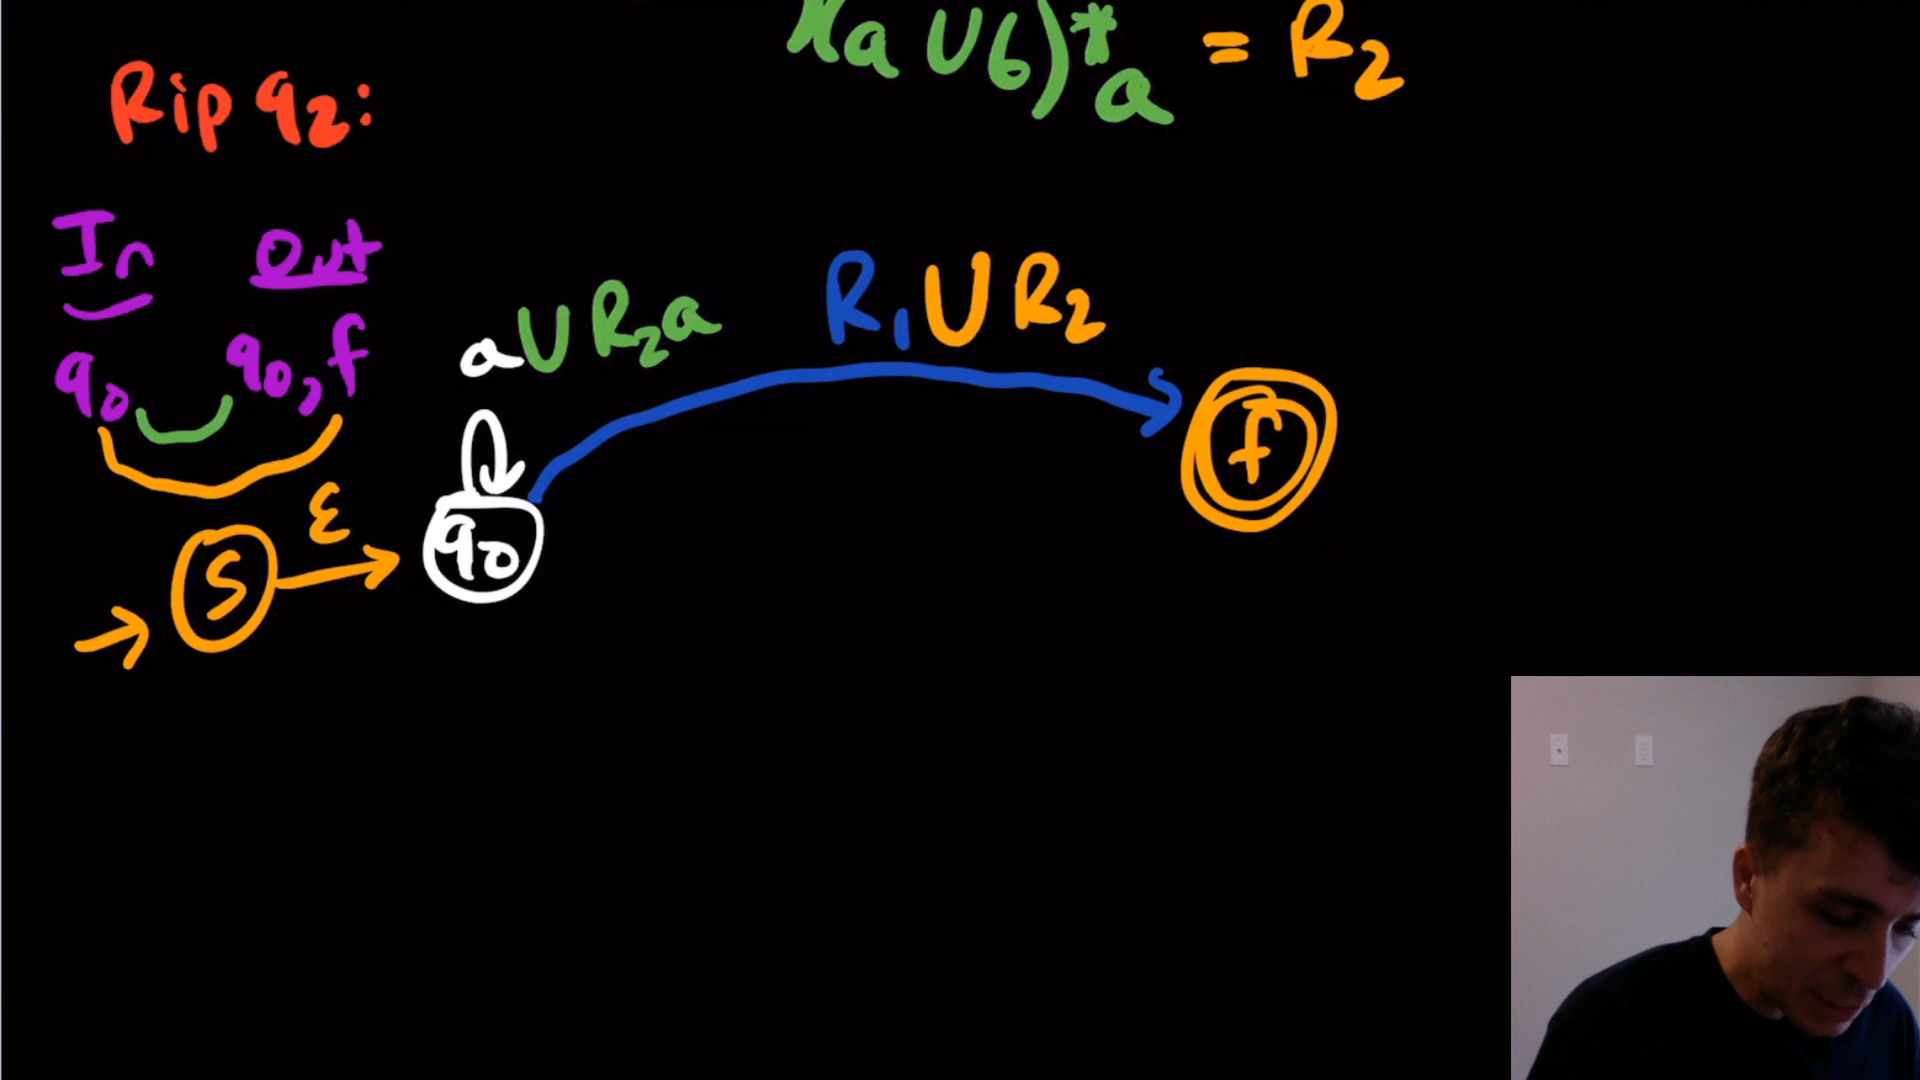 (a U b)*a = R2
Rip q2:
In Out
q0 q0, f
a U R2a
R1 U R2
f
ε
q0
S